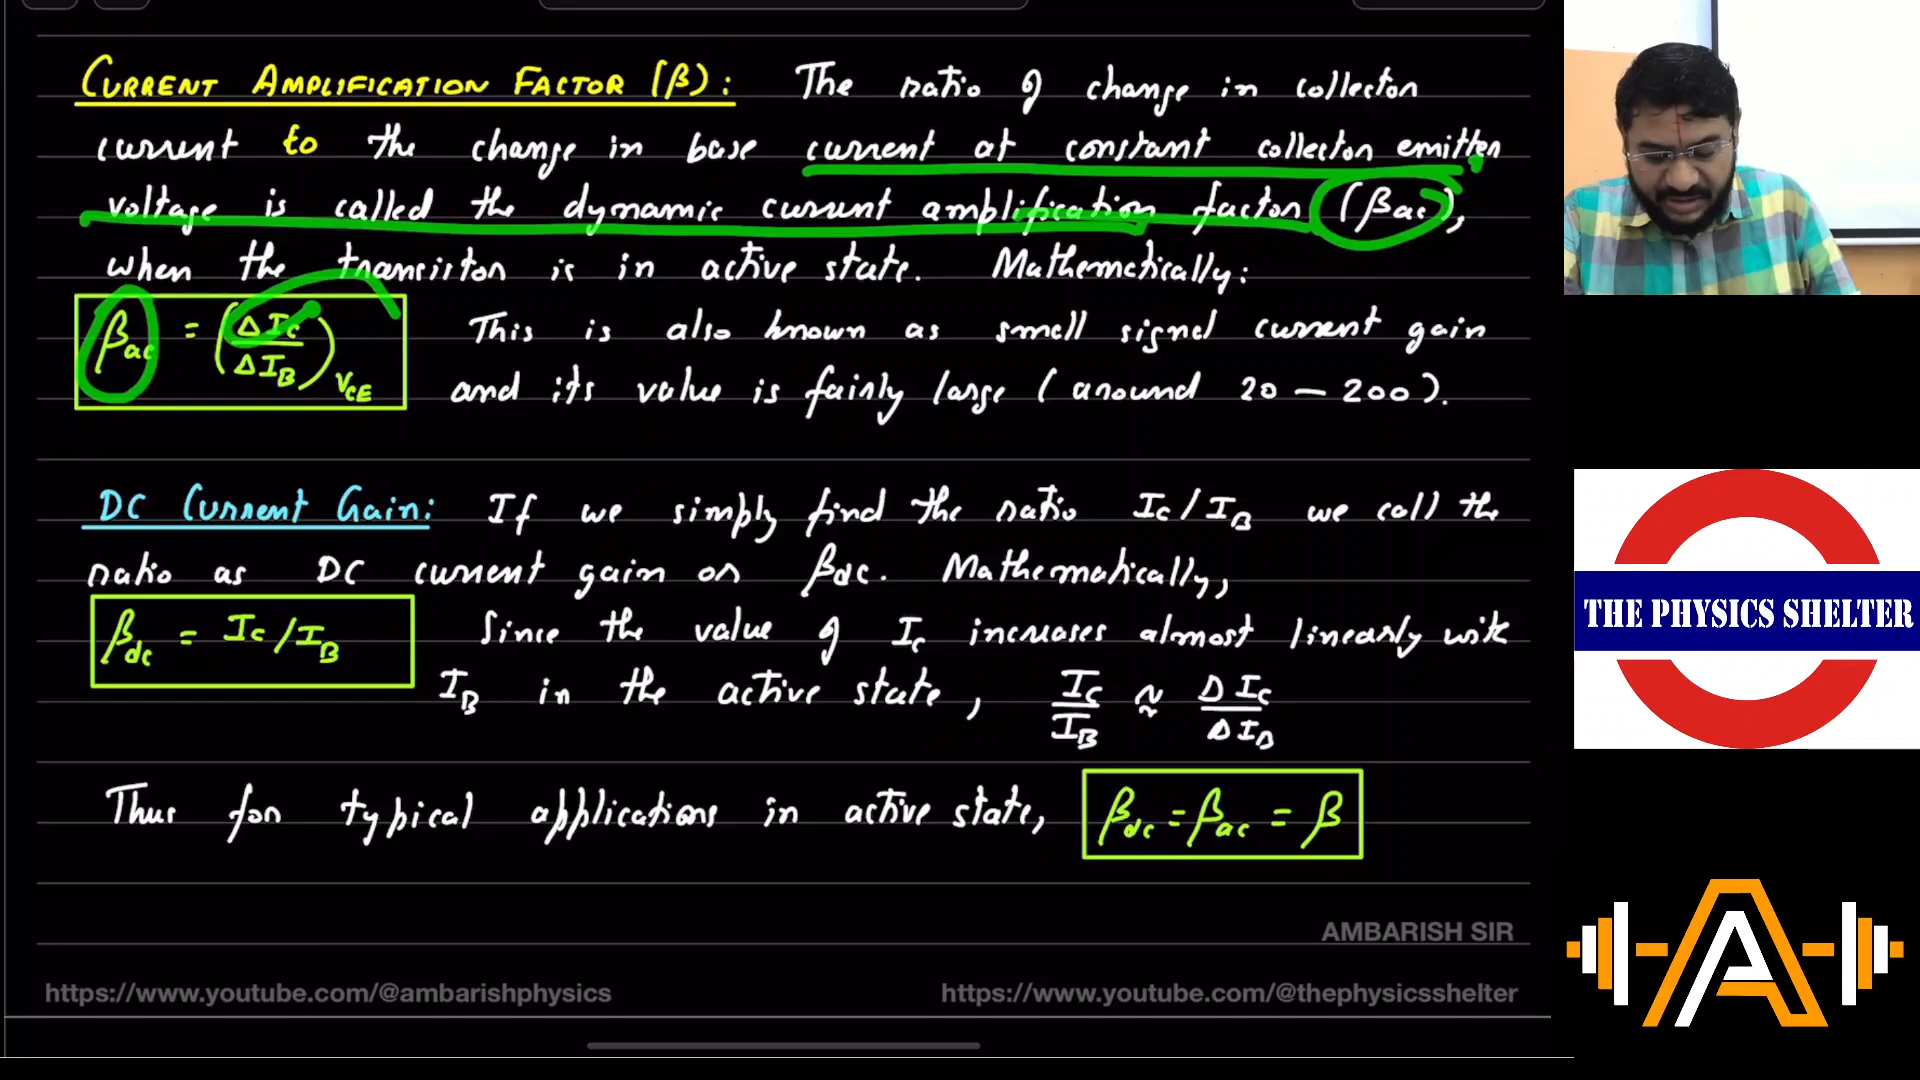 CURRENT AMPLIFICATION FACTOR (β): The ratio of change in collector
current to the change in base current at constant collector emitter
voltage is called the dynamic current amplification factor (βac),
when the transistor is in active state. Mathematically:
βac = (ΔIc/ΔIB)VCE This is also known as small signal current gain
and its value is fairly large (around 20 – 200).
DC Current Gain: If we simply find the ratio Ic/IB we call the
ratio as DC current gain or βdc. Mathematically,
βdc = Ic/IB Since the value of Ic increases almost linearly with
IB in the active state, Ic/IB ≈ ΔIc/ΔIB
Thus for typical applications in active state, βdc = βac = β
AMBARISH SIR
https://www.youtube.com/@ambarishphysics https://www.youtube.com/@thephysicsshelter
THE PHYSICS SHELTER
A